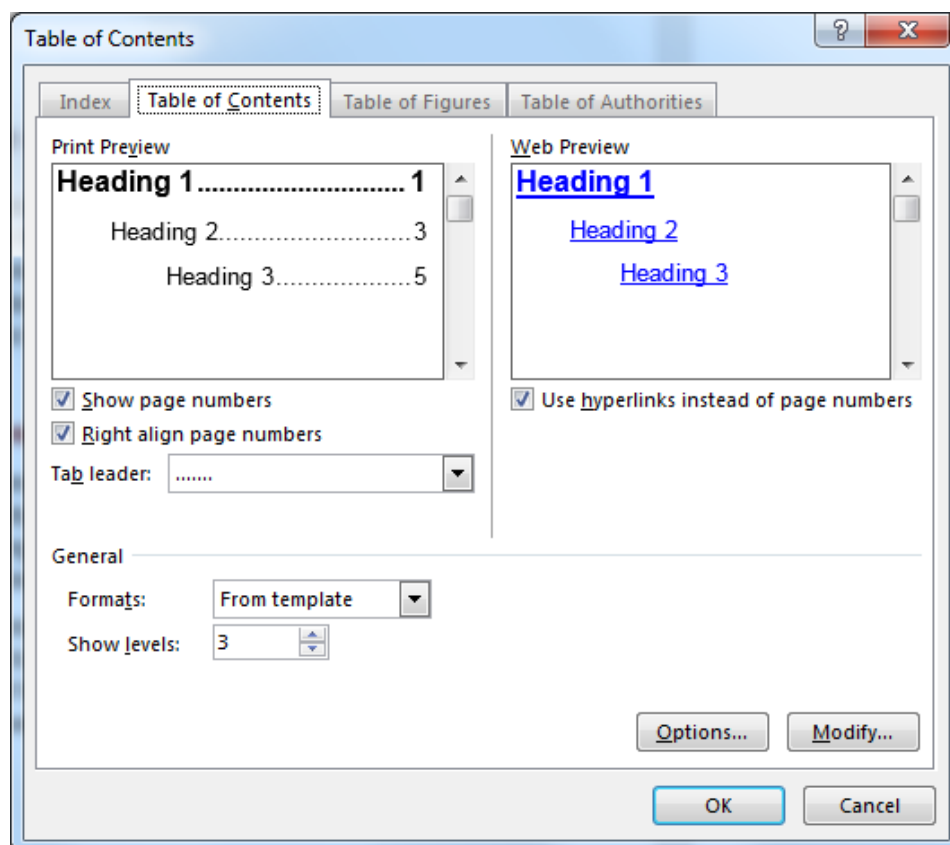 Table of Contents
Index Table of Contents Table of Figures Table of Authorities
Print Preview
Heading 1............................. 1
Heading 2.............................3
Heading 3.....................5
Show page numbers
Right align page numbers
Tab leader: .......
Web Preview
Heading 1
Heading 2
Heading 3
Use hyperlinks instead of page numbers
General
Formats: From template
Show levels: 3
Options... Modify...
OK Cancel